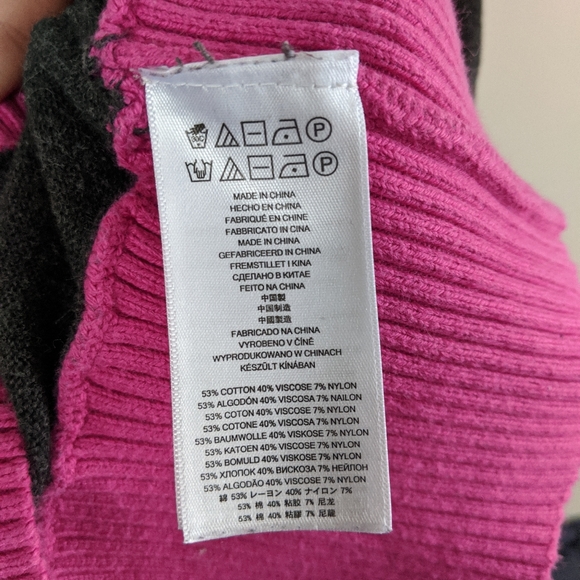 P
P
MADE IN CHINA
HECHO EN CHINA
FABRIQUÉ EN CHINE
FABBRICATO IN CINA
MADE IN CHINA
GEFABRICEERD IN CHINA
FREMSTILLET I KINA
СДЕЛАНО В КИТАЕ
FEITO NA CHINA
中国製
中国制造
中國製造
FABRICADO NA CHINA
VYROBENO V ČÍNĚ
WYPRODUKOWANO W CHINACH
KÉSZÜLT KÍNÁBAN
53% COTTON 40% VISCOSE 7% NYLON
53% ALGODÓN 40% VISCOSA 7% NAILON
53% COTON 40% VISCOSE 7% NYLON
53% COTONE 40% VISCOSA 7% NYLON
53% BAUMWOLLE 40% VISKOSE 7% NYLON
53% KATOEN 40% VISCOSE 7% NYLON
53% BOMULD 40% VISKOSE 7% NYLON
53% ХЛОПОК 40% ВИСКОЗА 7% НЕЙЛОН
53% ALGODÃO 40% VISCOSE 7% NYLON
綿 53% レーヨン 40% ナイロン 7%
53% 棉 40% 粘胶 7% 尼龙
53% 棉 40% 粘膠 7% 尼龍